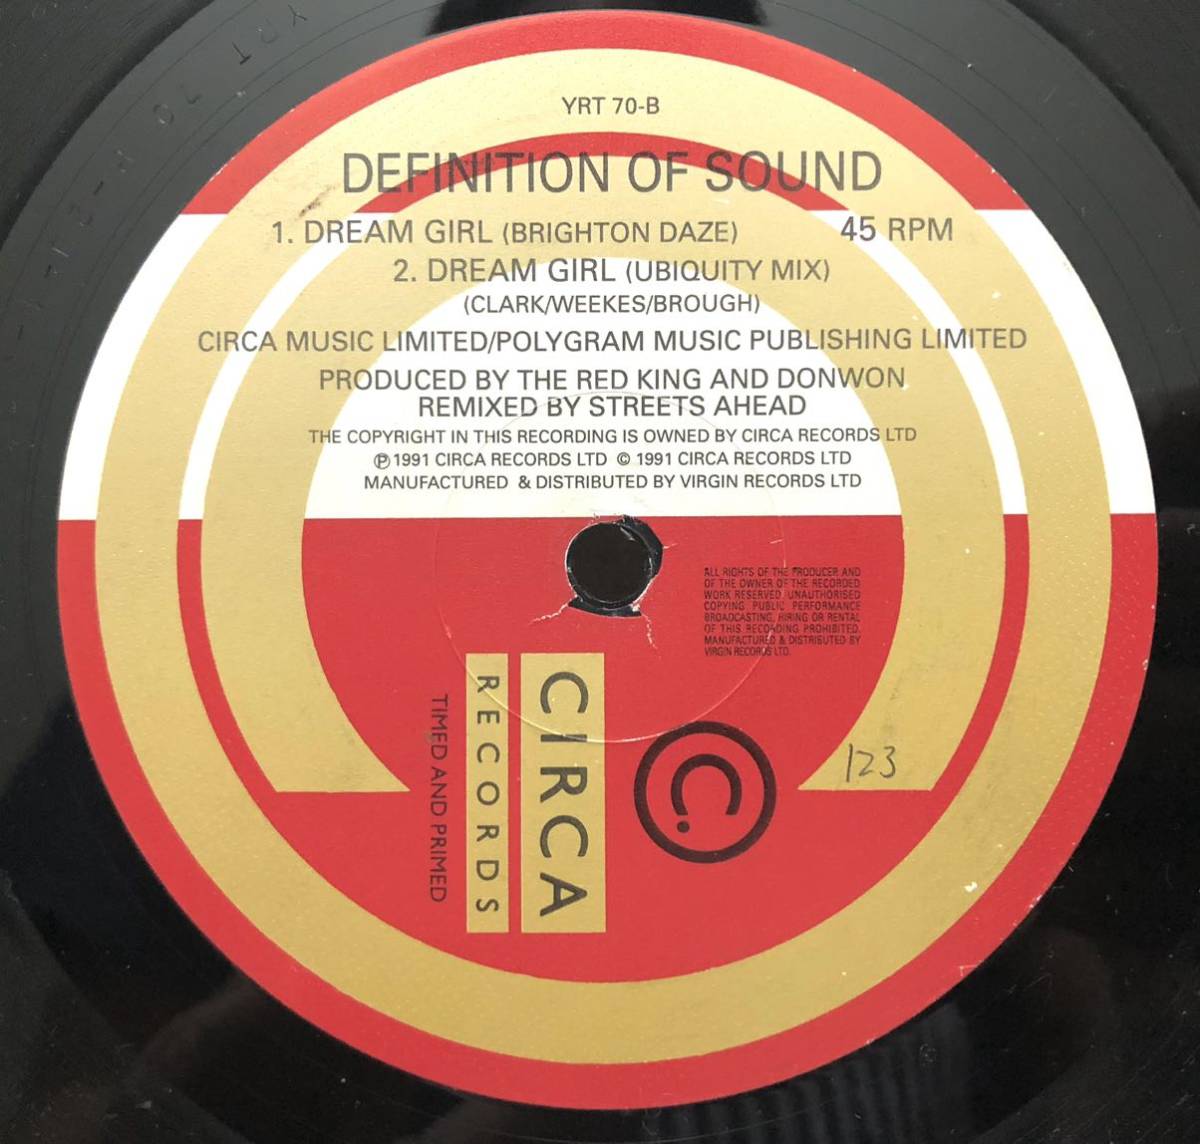 YRT 70-B
DEFINITION OF SOUND
1. DREAM GIRL (BRIGHTON DAZE) 45 RPM
2. DREAM GIRL (UBIQUITY MIX)
(CLARK/WEEKES/BROUGH)
CIRCA MUSIC LIMITED/POLYGRAM MUSIC PUBLISHING LIMITED
PRODUCED BY THE RED KING AND DONWON
REMIXED BY STREETS AHEAD
THE COPYRIGHT IN THIS RECORDING IS OWNED BY CIRCA RECORDS LTD
℗ 1991 CIRCA RECORDS LTD © 1991 CIRCA RECORDS LTD
MANUFACTURED & DISTRIBUTED BY VIRGIN RECORDS LTD
ALL RIGHTS OF THE PRODUCER AND
OF THE OWNER OF THE RECORDED
WORK RESERVED. UNAUTHORISED
COPYING PUBLIC PERFORMANCE
BROADCASTING, HIRING OR RENTAL
OF THIS RECORDING PROHIBITED.
MANUFACTURED & DISTRIBUTED BY
VIRGIN RECORDS LTD.
CIRCA
RECORDS
TIMED AND PRIMED
C.
123